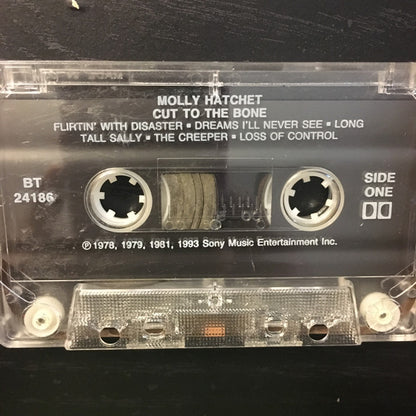 MOLLY HATCHET
CUT TO THE BONE
FLIRTIN' WITH DISASTER ▪ DREAMS I'LL NEVER SEE ▪ LONG
TALL SALLY ▪ THE CREEPER ▪ LOSS OF CONTROL
BT
24186
SIDE
ONE
℗ 1978, 1979, 1981, 1993 Sony Music Entertainment Inc.